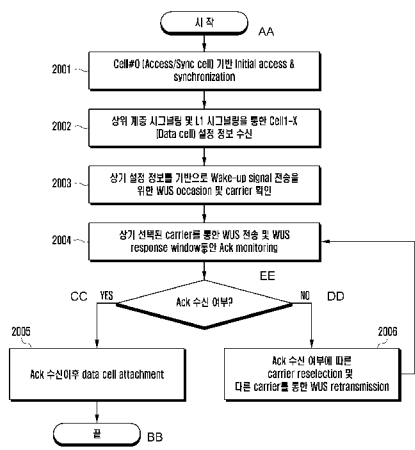 시 작
AA
2001
Cell#0 (Access/Sync cell) 기반 Initial access &
synchronization
2002
상위 계층 시그널링 및 L1 시그널링을 통한 Cell1-X
(Data cell) 설정 정보 수신
2003
상기 설정 정보를 기반으로 Wake-up signal 전송을
위한 WUS occasion 및 carrier 확인
2004
상기 선택된 carrier를 통한 WUS 전송 및 WUS
response window동안 Ack monitoring
EE
CC
YES
Ack 수신 여부?
NO
DD
2005
Ack 수신이후 data cell attachment
2006
Ack 수신 여부에 따른
carrier reselection 및
다른 carrier를 통한 WUS retransmission
끝
BB